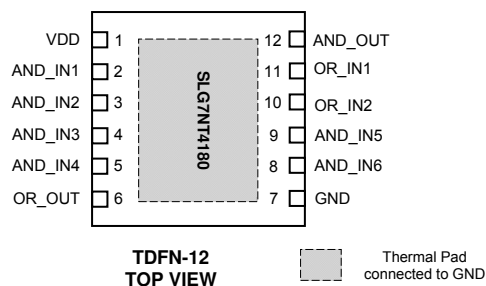 VDD 1
AND_IN1 2
AND_IN2 3
AND_IN3 4
AND_IN4 5
OR_OUT 6
SLG7NT4180
12 AND_OUT
11 OR_IN1
10 OR_IN2
9 AND_IN5
8 AND_IN6
7 GND
TDFN-12
TOP VIEW
Thermal Pad
connected to GND